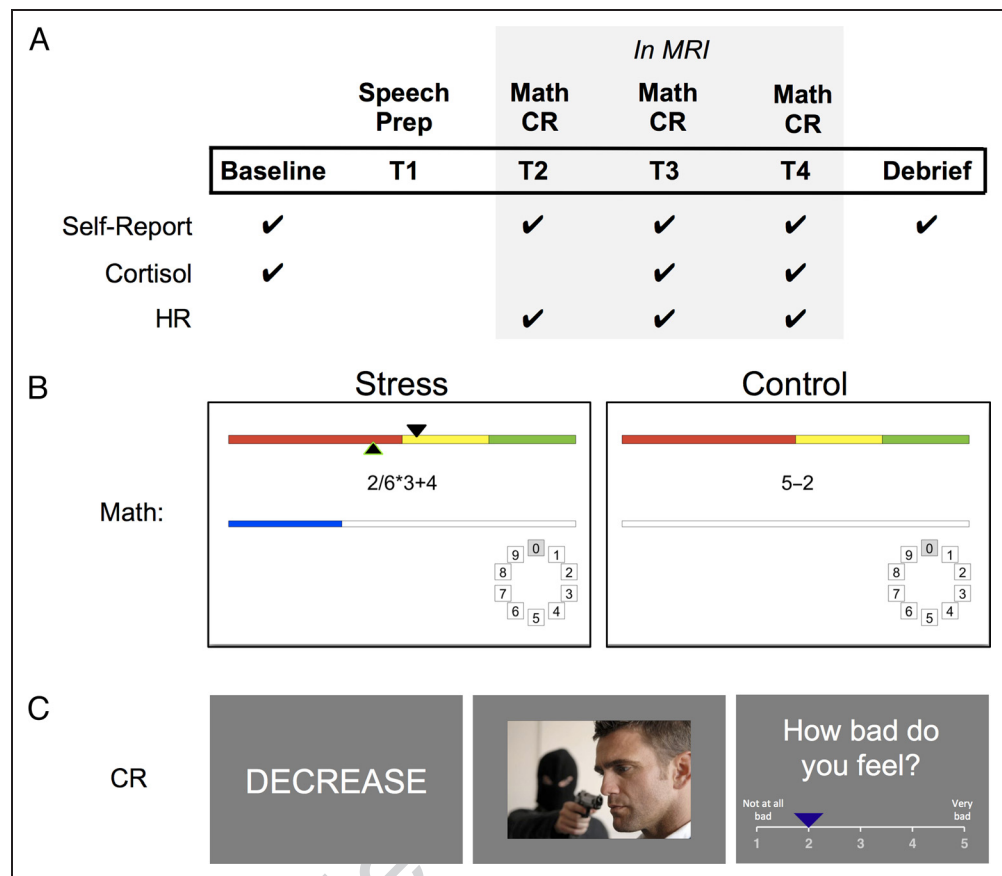 A
In MRI
Speech Prep
Math CR
Math CR
Math CR
Baseline T1 T2 T3 T4 Debrief
Self-Report ✔ ✔ ✔ ✔ ✔
Cortisol ✔ ✔ ✔
HR ✔ ✔ ✔
B
Stress
Control
Math:
2/6*3+4
0
1
2
3
4
5
6
7
8
9
5–2
0
1
2
3
4
5
6
7
8
9
C
CR
DECREASE
How bad do
you feel?
Not at all
bad
Very
bad
1 2 3 4 5